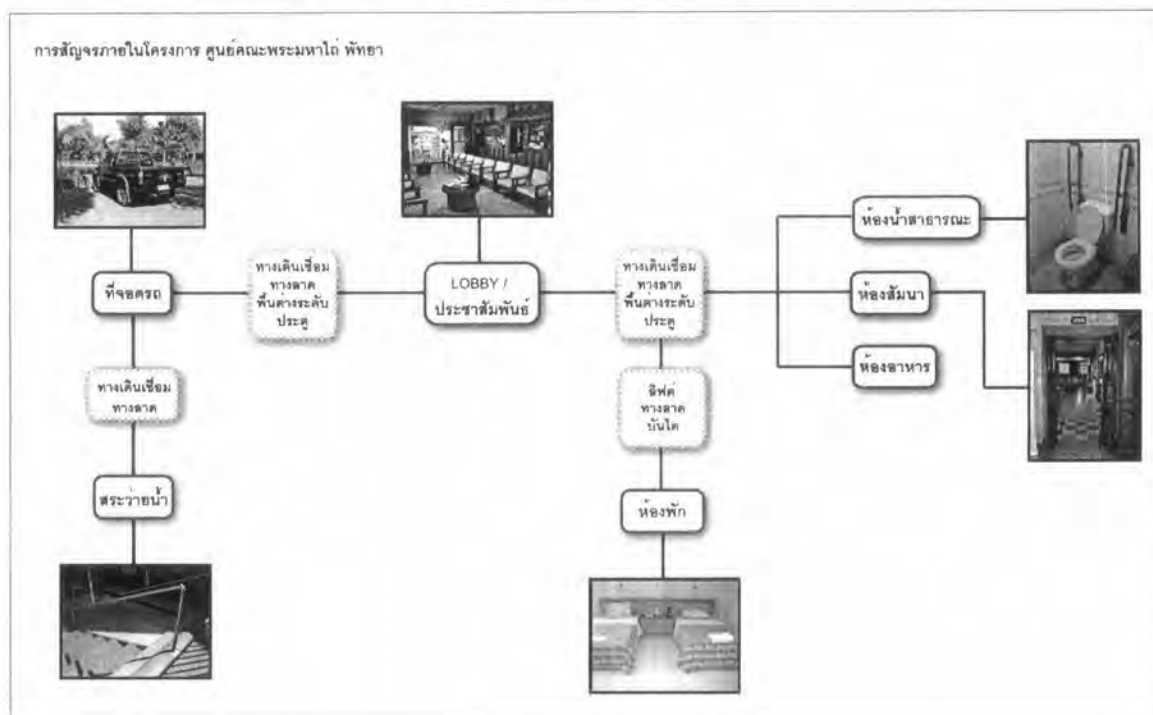 การสัญจรภายในโครงการ ศูนย์คณะพระมหาไถ่ พัทยา
ที่จอดรถ
ทางเดินเชื่อม
ทางลาด
พื้นต่างระดับ
ประตู
LOBBY /
ประชาสัมพันธ์
ทางเดินเชื่อม
ทางลาด
พื้นต่างระดับ
ประตู
ห้องน้ำสาธารณะ
ห้องสัมนา
ห้องอาหาร
ทางเดินเชื่อม
ทางลาด
ลิฟต์
ทางลาด
บันได
สระว่ายน้ำ
ห้องพัก